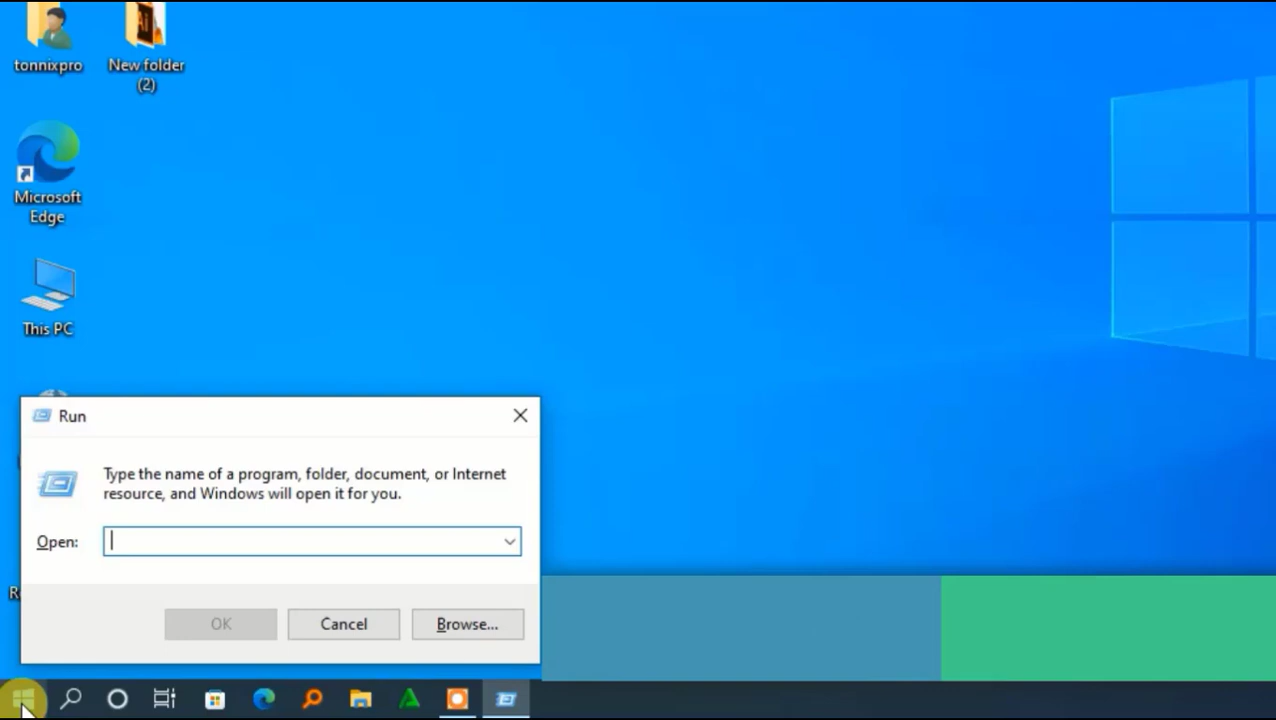 tonnixpro
New folder
(2)
Microsoft
Edge
This PC
Run
Type the name of a program, folder, document, or Internet
resource, and Windows will open it for you.
Open:
OK
Cancel
Browse...